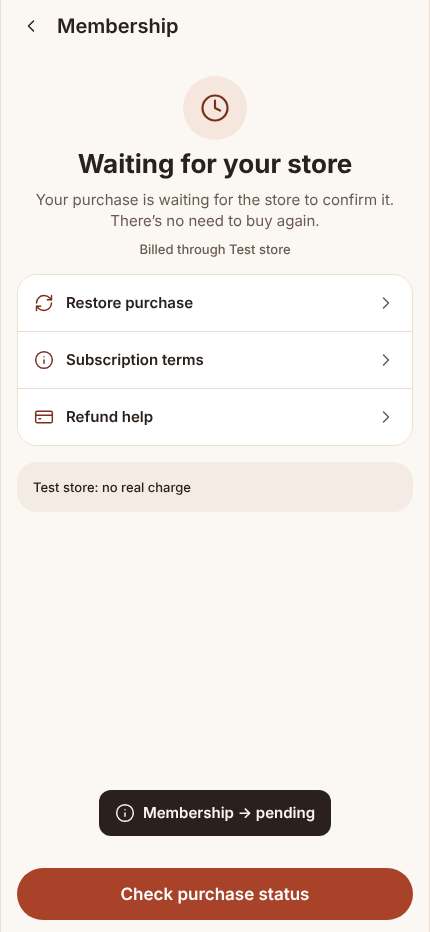 Membership
Waiting for your store
Your purchase is waiting for the store to confirm it.
There’s no need to buy again.
Billed through Test store
Restore purchase
Subscription terms
Refund help
Test store: no real charge
Membership → pending
Check purchase status